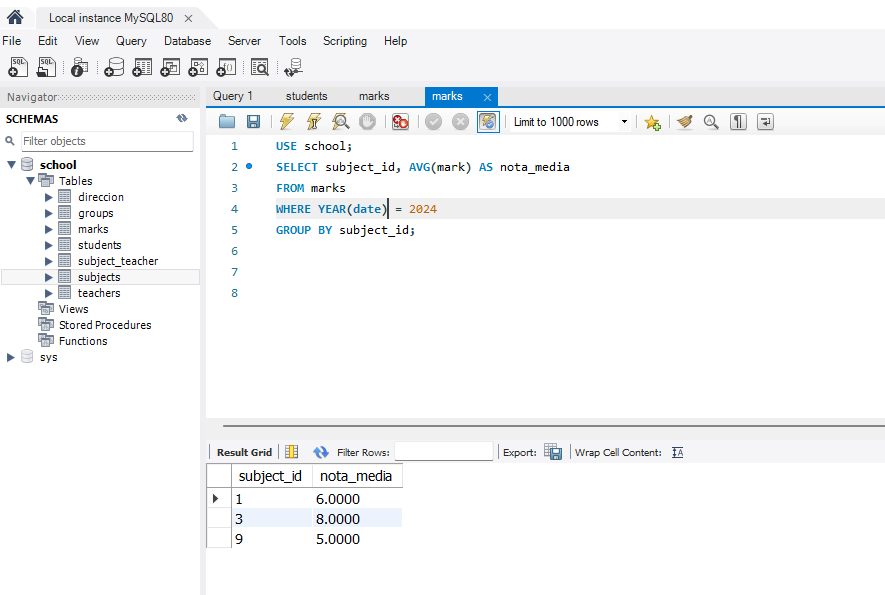 Local instance MySQL80
File Edit View Query Database Server Tools Scripting Help
Navigator
SCHEMAS
Filter objects
school
Tables
direccion
groups
marks
students
subject_teacher
subjects
teachers
Views
Stored Procedures
Functions
sys
Query 1 students marks marks
Limit to 1000 rows
1 USE school;
2 SELECT subject_id, AVG(mark) AS nota_media
3 FROM marks
4 WHERE YEAR(date) = 2024
5 GROUP BY subject_id;
6
7
8
Result Grid Filter Rows: Export: Wrap Cell Content:
subject_id nota_media
1 6.0000
3 8.0000
9 5.0000